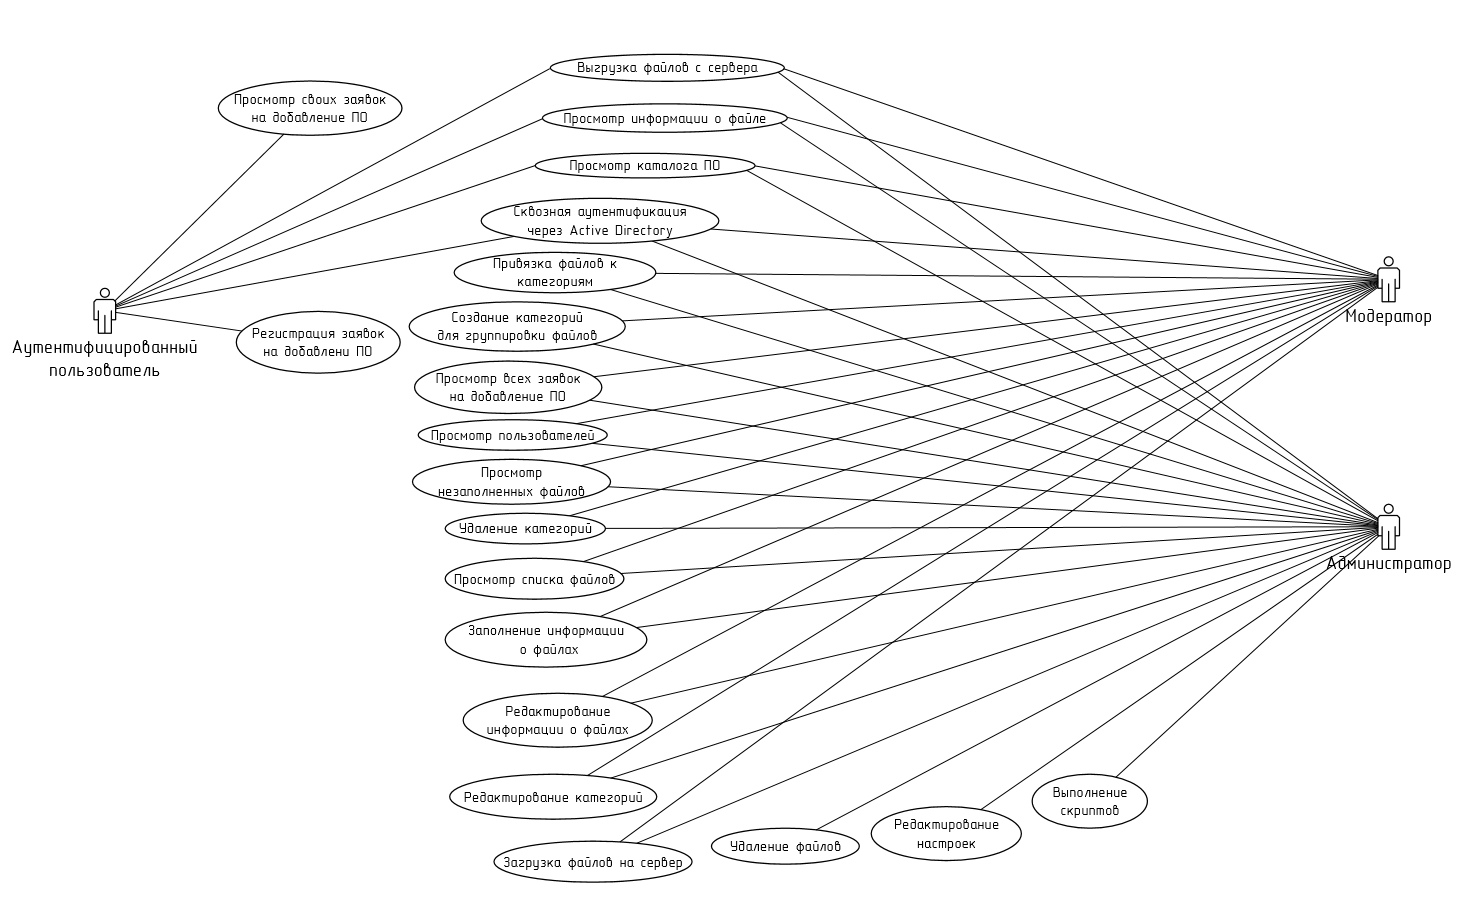 Выгрузка файлов с сервера
Просмотр своих заявок
на добавление ПО
Просмотр информации о файле
Просмотр каталога ПО
Сквозная аутентификация
через Active Directory
Привязка файлов к
категориям
Модератор
Создание категорий
для группировки файлов
Регистрация заявок
на добавлени ПО
Аутентифицированный
пользователь
Просмотр всех заявок
на добавление ПО
Просмотр пользователей
Просмотр
незаполненных файлов
Удаление категорий
Администратор
Просмотр списка файлов
Заполнение информации
о файлах
Редактирование
информации о файлах
Редактирование категорий
Выполнение
скриптов
Редактирование
настроек
Удаление файлов
Загрузка файлов на сервер